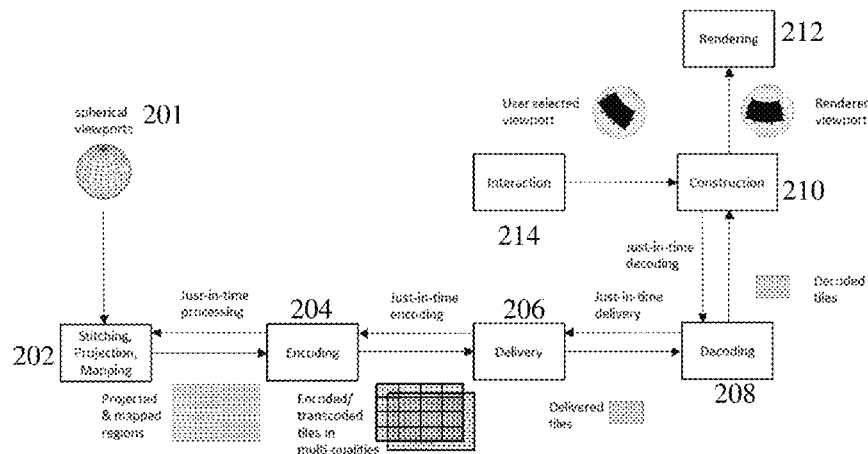 Rendering
212
spherical
viewports
201
User selected
viewport
Rendered
viewport
Interaction
214
Construction
210
Just-in-time
decoding
Decoded
tiles
Just-in-time
processing
204
Just-in-time
encoding
206
Just-in-time
delivery
202
Stitching,
Projection,
Mapping
Encoding
Delivery
Decoding
208
Projected
& mapped
regions
Encoded/
transcoded
tiles in
multi-qualities
Delivered
tiles